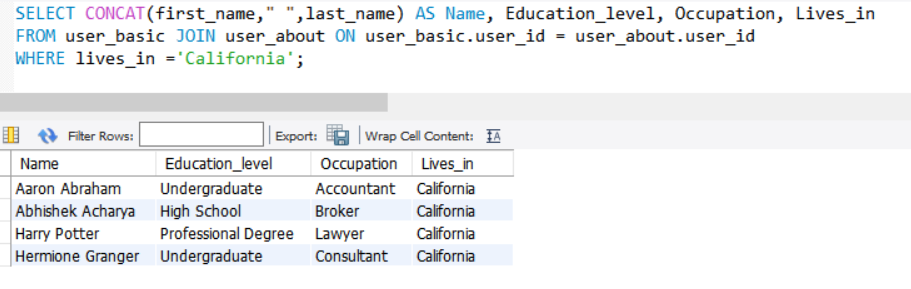 SELECT CONCAT(first_name," ",last_name) AS Name, Education_level, Occupation, Lives_in
FROM user_basic JOIN user_about ON user_basic.user_id = user_about.user_id
WHERE lives_in ='California';
Filter Rows: Export: Wrap Cell Content:
Name Education_level Occupation Lives_in
Aaron Abraham Undergraduate Accountant California
Abhishek Acharya High School Broker California
Harry Potter Professional Degree Lawyer California
Hermione Granger Undergraduate Consultant California